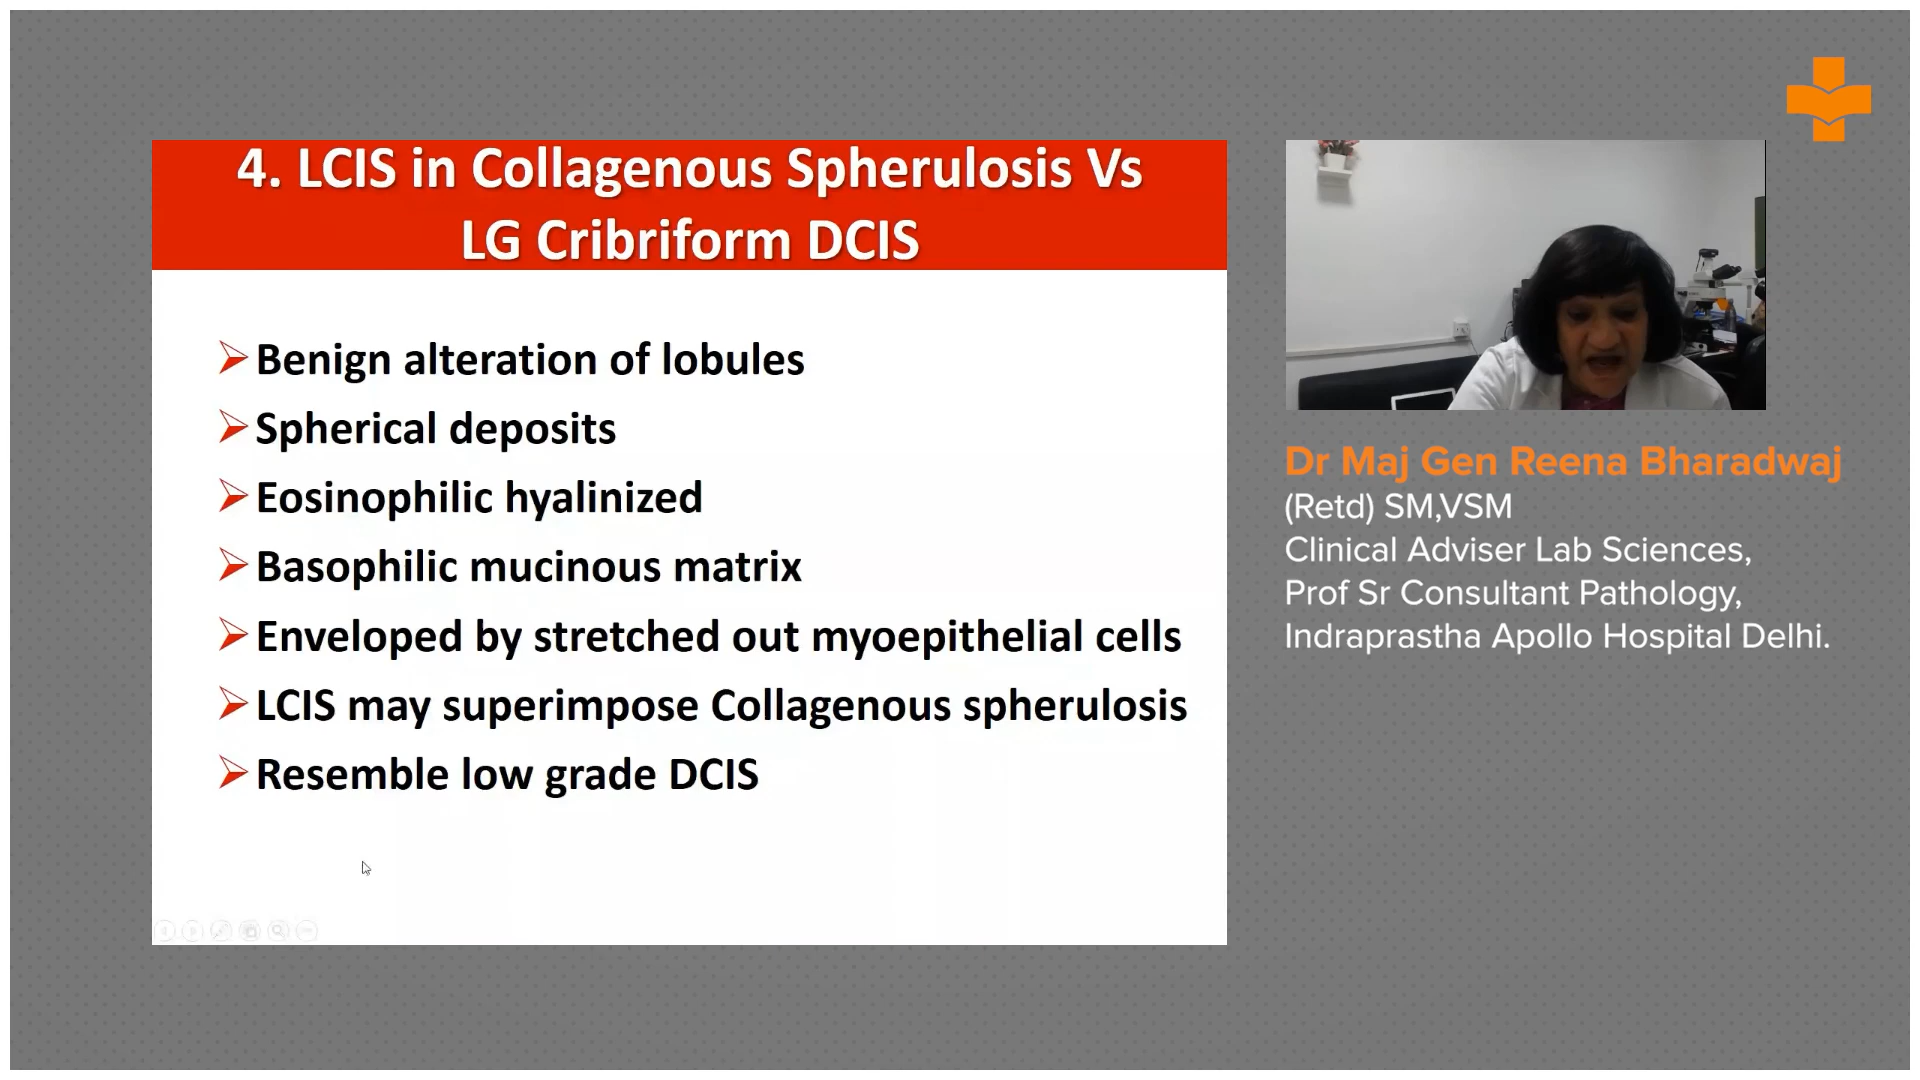 4. LCIS in Collagenous Spherulosis Vs
LG Cribriform DCIS
Benign alteration of lobules
Spherical deposits
Eosinophilic hyalinized
Basophilic mucinous matrix
Enveloped by stretched out myoepithelial cells
LCIS may superimpose Collagenous spherulosis
Resemble low grade DCIS
Dr Maj Gen Reena Bharadwaj
(Retd) SM,VSM
Clinical Adviser Lab Sciences,
Prof Sr Consultant Pathology,
Indraprastha Apollo Hospital Delhi.